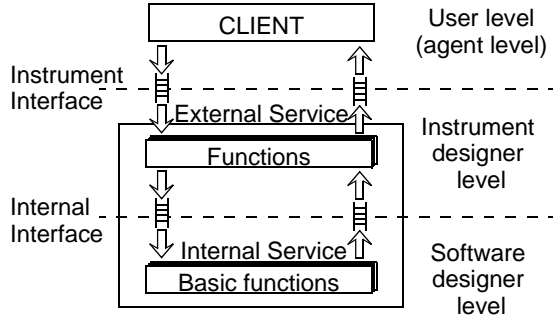 CLIENT
User level
(agent level)
Instrument
Interface
External Service
Functions
Instrument
designer
level
Internal
Interface
Internal Service
Basic functions
Software
designer
level